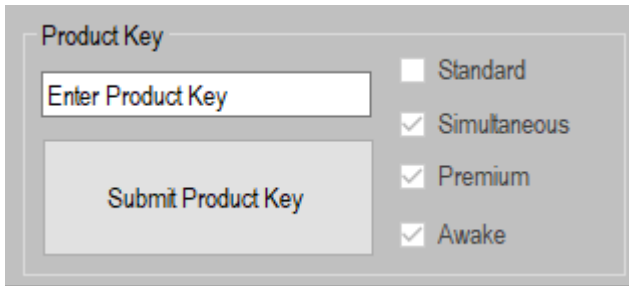 Product Key
Enter Product Key
Submit Product Key
Standard
Simultaneous
Premium
Awake